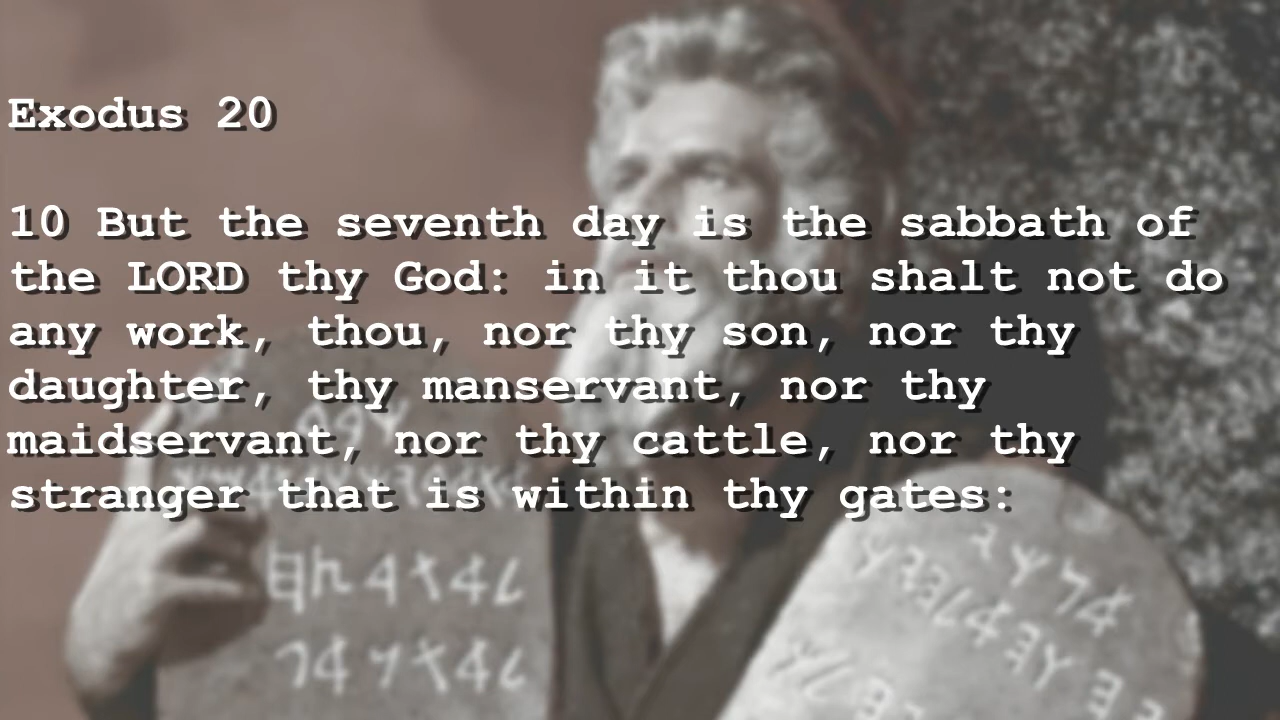 Exodus 20
10 But the seventh day is the sabbath of
the LORD thy God: in it thou shalt not do
any work, thou, nor thy son, nor thy
daughter, thy manservant, nor thy
maidservant, nor thy cattle, nor thy
stranger that is within thy gates: